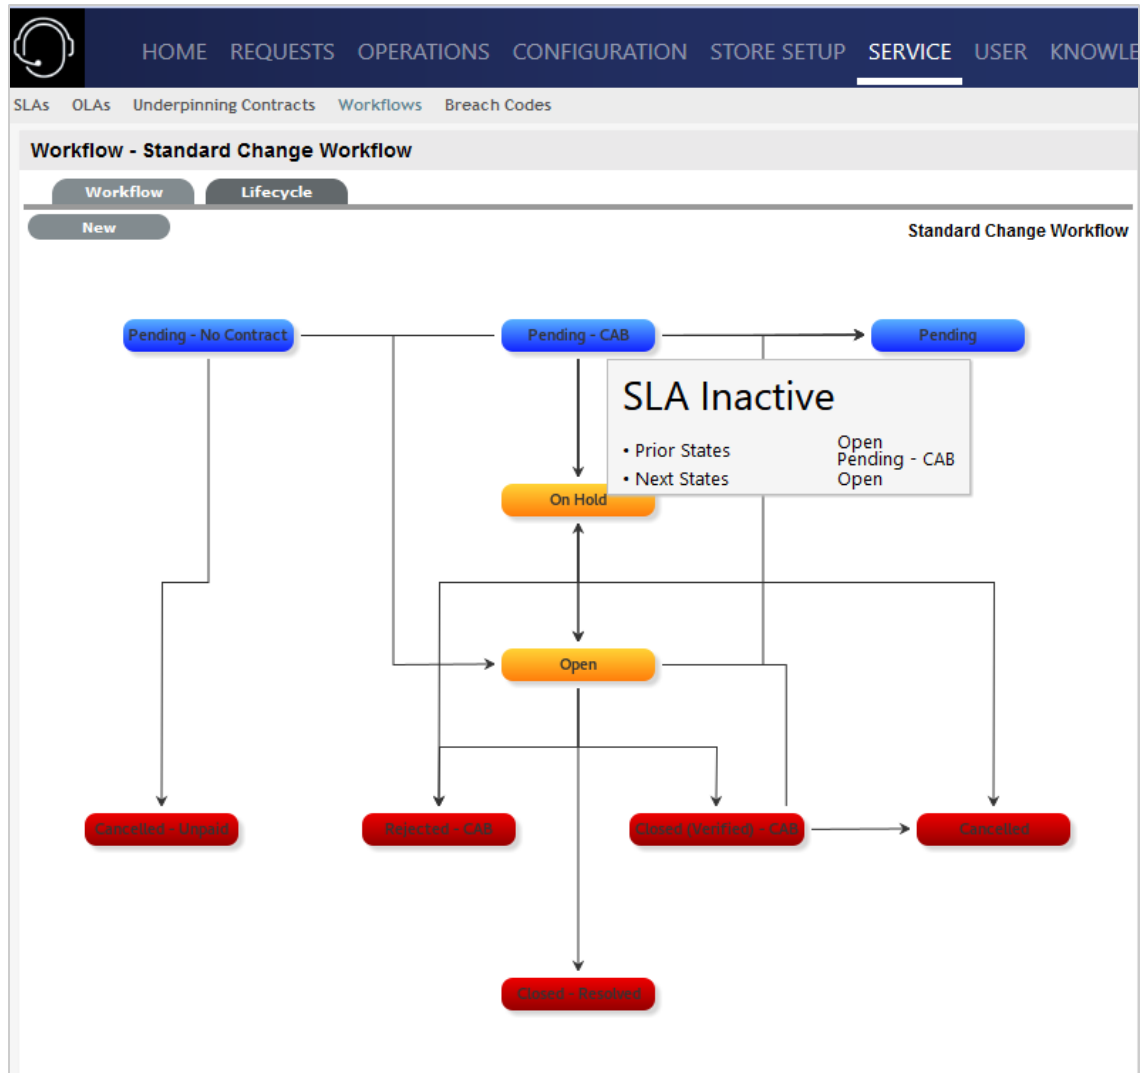 HOME REQUESTS OPERATIONS CONFIGURATION STORE SETUP SERVICE USER KNOWLE
SLAs OLAs Underpinning Contracts Workflows Breach Codes
Workflow - Standard Change Workflow
Workflow Lifecycle
New Standard Change Workflow
Pending - No Contract Pending - CAB Pending
SLA Inactive
• Prior States Open
Pending - CAB
• Next States Open
On Hold
Open
Cancelled - Unpaid Rejected - CAB Closed (Verified) - CAB Cancelled
Closed - Resolved